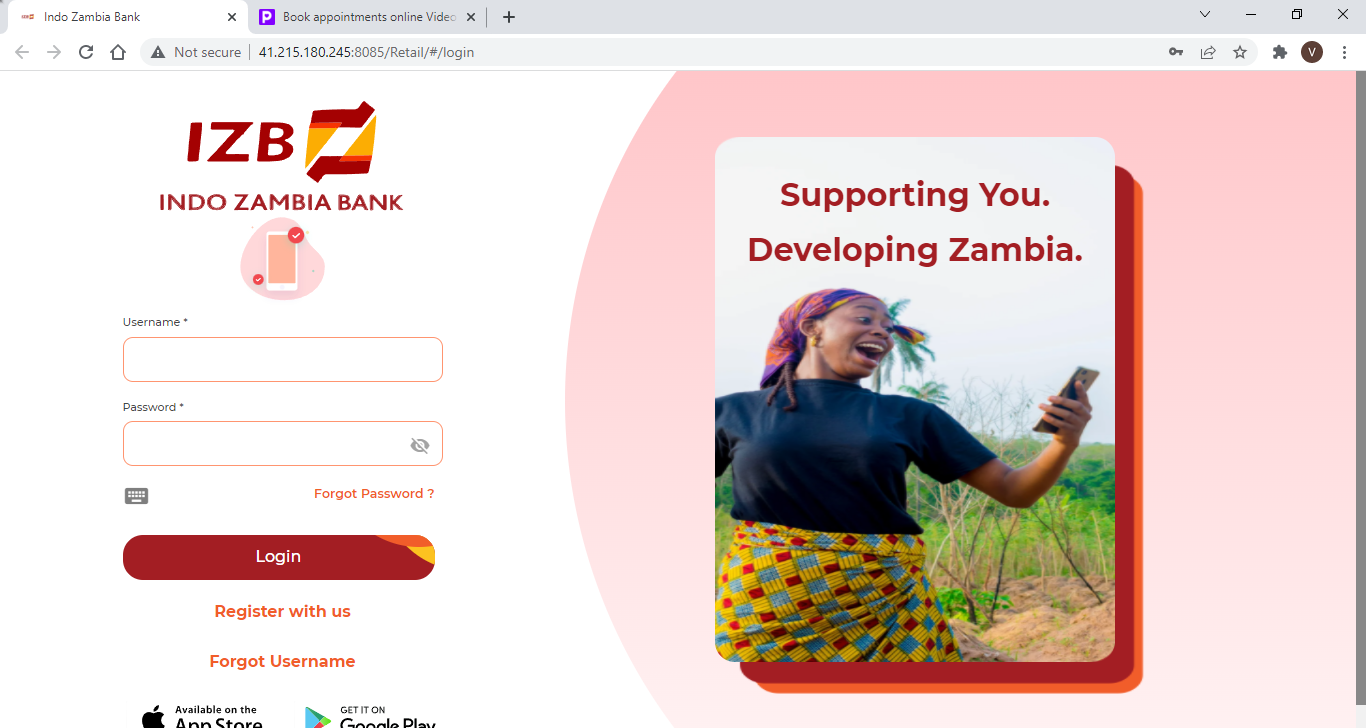 Indo Zambia Bank
Book appointments online Video
Not secure
41.215.180.245:8085/Retail/#/login
V
IZB
INDO ZAMBIA BANK
Username *
Password *
Forgot Password ?
Login
Register with us
Forgot Username
Available on the
App Store
GET IT ON
Google Play
Supporting You.
Developing Zambia.